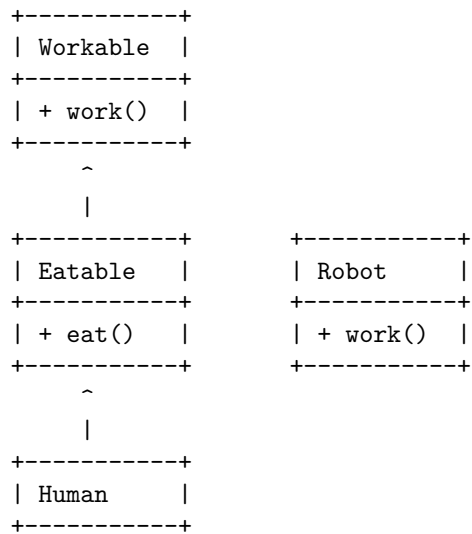 +-----------+
| Workable  |
+-----------+
| + work()  |
+-----------+
      ^
      |
+-----------+       +-----------+
| Eatable   |       | Robot     |
+-----------+       +-----------+
| + eat()   |       | + work()  |
+-----------+       +-----------+
      ^
      |
+-----------+
| Human     |
+-----------+